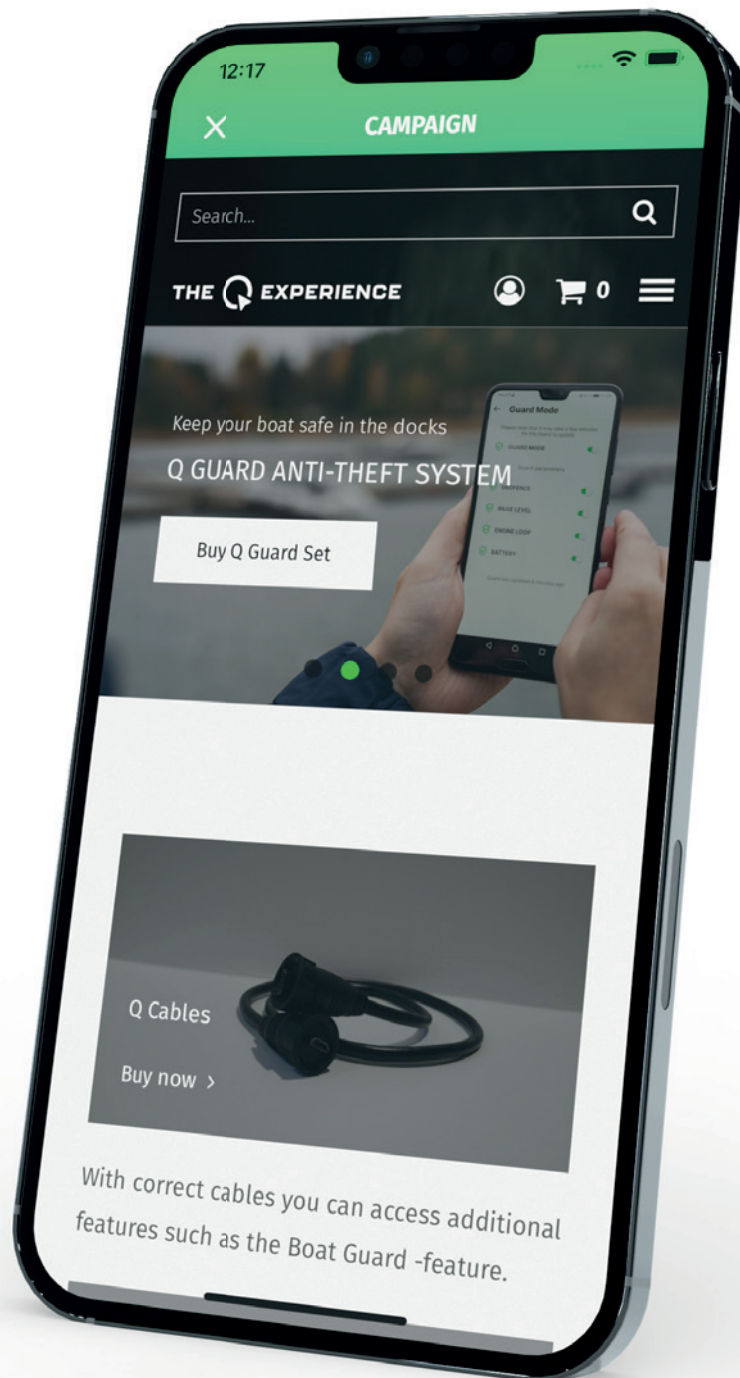 12:17
CAMPAIGN
Search...
THE Q EXPERIENCE
0
Keep your boat safe in the docks
Q GUARD ANTI-THEFT SYSTEM
Buy Q Guard Set
Guard Mode
GUARD MODE
Guard parameters
GEOFENCE
BILGE LEVEL
ENGINE LOOP
BATTERY
Q Cables
Buy now >
With correct cables you can access additional
features such as the Boat Guard -feature.